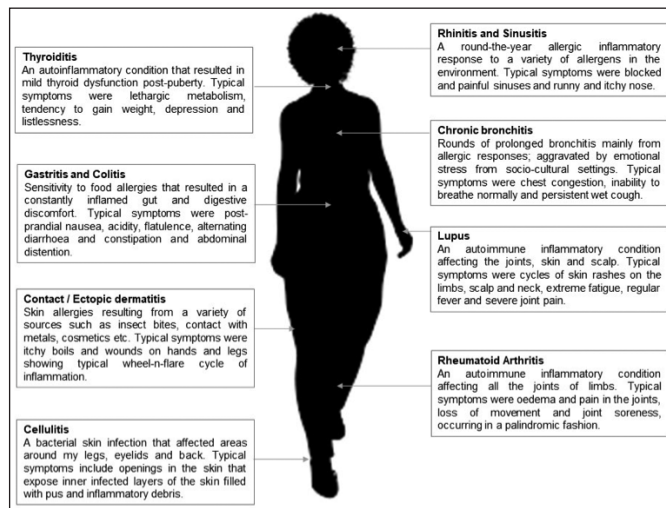 Thyroiditis
An autoinflammatory condition that resulted in
mild thyroid dysfunction post-puberty. Typical
symptoms were lethargic metabolism,
tendency to gain weight, depression and
listlessness.
Gastritis and Colitis
Sensitivity to food allergies that resulted in a
constantly inflamed gut and digestive
discomfort. Typical symptoms were post-
prandial nausea, acidity, flatulence, alternating
diarrhoea and constipation and abdominal
distention.
Contact / Ectopic dermatitis
Skin allergies resulting from a variety of
sources such as insect bites, contact with
metals, cosmetics etc. Typical symptoms were
itchy boils and wounds on hands and legs
showing typical wheel-n-flare cycle of
inflammation.
Cellulitis
A bacterial skin infection that affected areas
around my legs, eyelids and back. Typical
symptoms include openings in the skin that
expose inner infected layers of the skin filled
with pus and inflammatory debris.
Rhinitis and Sinusitis
A round-the-year allergic inflammatory
response to a variety of allergens in the
environment. Typical symptoms were blocked
and painful sinuses and runny and itchy nose.
Chronic bronchitis
Rounds of prolonged bronchitis mainly from
allergic responses; aggravated by emotional
stress from socio-cultural settings. Typical
symptoms were chest congestion, inability to
breathe normally and persistent wet cough.
Lupus
An autoimmune inflammatory condition
affecting the joints, skin and scalp. Typical
symptoms were cycles of skin rashes on the
limbs, scalp and neck, extreme fatigue, regular
fever and severe joint pain.
Rheumatoid Arthritis
An autoimmune inflammatory condition
affecting all the joints of limbs. Typical
symptoms were oedema and pain in the joints,
loss of movement and joint soreness,
occurring in a palindromic fashion.